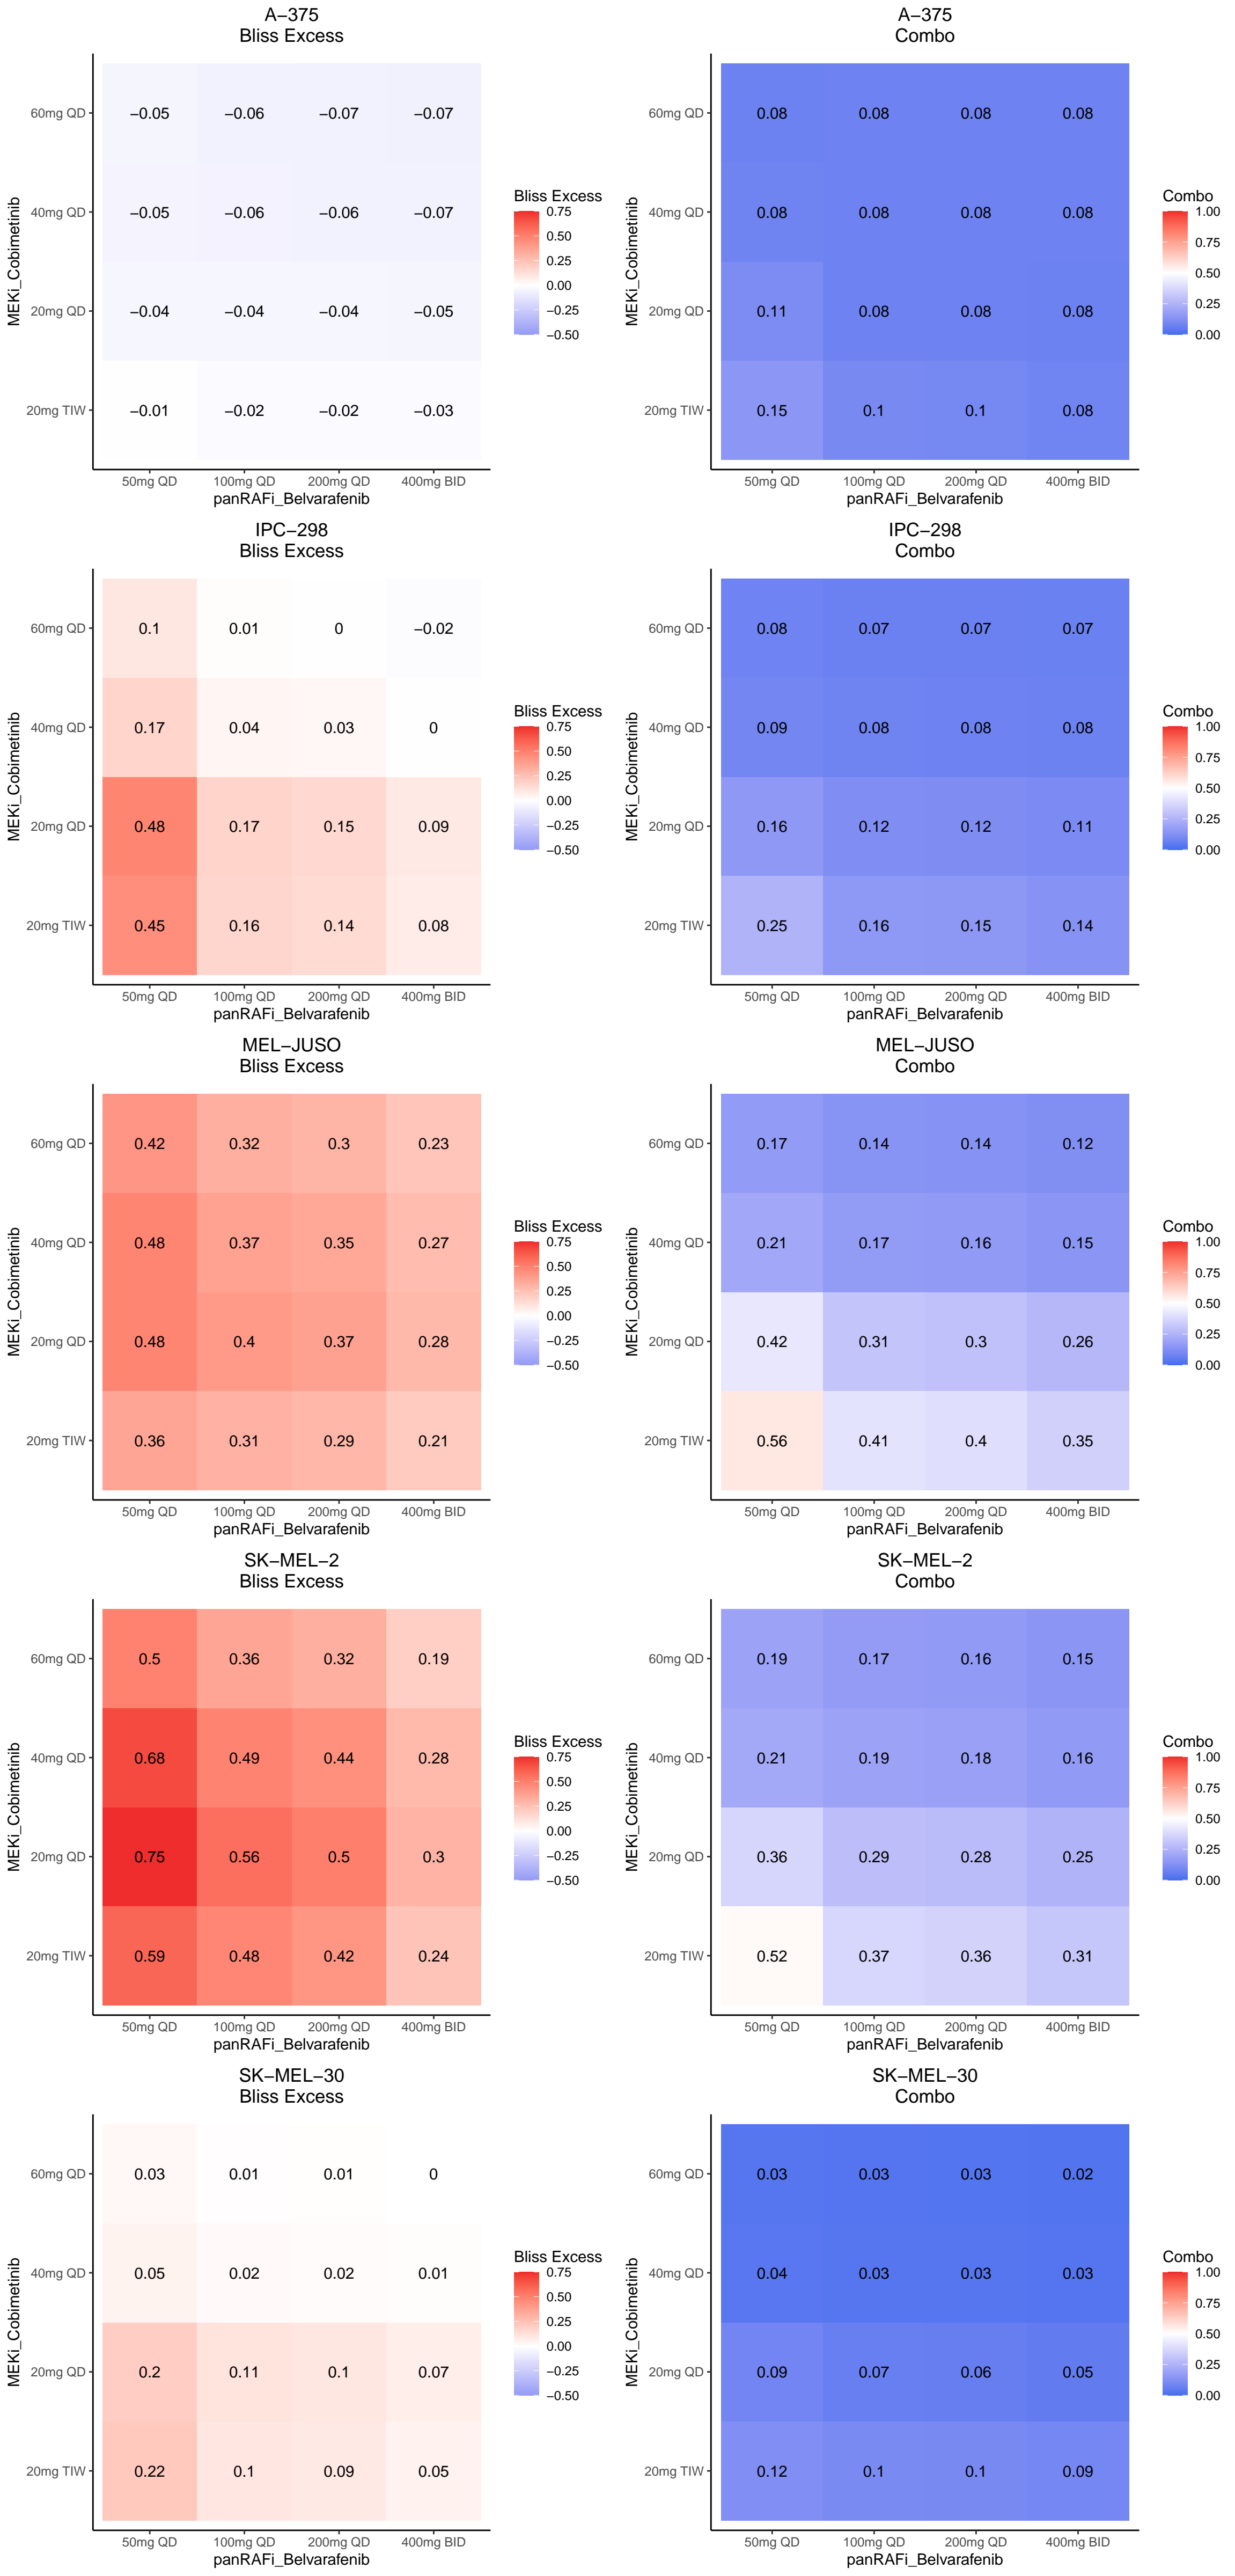 A−375
Bliss Excess
60mg QD −0.05 −0.06 −0.07 −0.07
40mg QD −0.05 −0.06 −0.06 −0.07
20mg QD −0.04 −0.04 −0.04 −0.05
20mg TIW −0.01 −0.02 −0.02 −0.03
50mg QD 100mg QD 200mg QD 400mg BID
panRAFi_Belvarafenib
MEKi_Cobimetinib
Bliss Excess
0.75
0.50
0.25
0.00
−0.25
−0.50
A−375
Combo
60mg QD 0.08 0.08 0.08 0.08
40mg QD 0.08 0.08 0.08 0.08
20mg QD 0.11 0.08 0.08 0.08
20mg TIW 0.15 0.1 0.1 0.08
50mg QD 100mg QD 200mg QD 400mg BID
panRAFi_Belvarafenib
MEKi_Cobimetinib
Combo
1.00
0.75
0.50
0.25
0.00
IPC−298
Bliss Excess
60mg QD 0.1 0.01 0 −0.02
40mg QD 0.17 0.04 0.03 0
20mg QD 0.48 0.17 0.15 0.09
20mg TIW 0.45 0.16 0.14 0.08
50mg QD 100mg QD 200mg QD 400mg BID
panRAFi_Belvarafenib
MEKi_Cobimetinib
Bliss Excess
0.75
0.50
0.25
0.00
−0.25
−0.50
IPC−298
Combo
60mg QD 0.08 0.07 0.07 0.07
40mg QD 0.09 0.08 0.08 0.08
20mg QD 0.16 0.12 0.12 0.11
20mg TIW 0.25 0.16 0.15 0.14
50mg QD 100mg QD 200mg QD 400mg BID
panRAFi_Belvarafenib
MEKi_Cobimetinib
Combo
1.00
0.75
0.50
0.25
0.00
MEL−JUSO
Bliss Excess
60mg QD 0.42 0.32 0.3 0.23
40mg QD 0.48 0.37 0.35 0.27
20mg QD 0.48 0.4 0.37 0.28
20mg TIW 0.36 0.31 0.29 0.21
50mg QD 100mg QD 200mg QD 400mg BID
panRAFi_Belvarafenib
MEKi_Cobimetinib
Bliss Excess
0.75
0.50
0.25
0.00
−0.25
−0.50
MEL−JUSO
Combo
60mg QD 0.17 0.14 0.14 0.12
40mg QD 0.21 0.17 0.16 0.15
20mg QD 0.42 0.31 0.3 0.26
20mg TIW 0.56 0.41 0.4 0.35
50mg QD 100mg QD 200mg QD 400mg BID
panRAFi_Belvarafenib
MEKi_Cobimetinib
Combo
1.00
0.75
0.50
0.25
0.00
SK−MEL−2
Bliss Excess
60mg QD 0.5 0.36 0.32 0.19
40mg QD 0.68 0.49 0.44 0.28
20mg QD 0.75 0.56 0.5 0.3
20mg TIW 0.59 0.48 0.42 0.24
50mg QD 100mg QD 200mg QD 400mg BID
panRAFi_Belvarafenib
MEKi_Cobimetinib
Bliss Excess
0.75
0.50
0.25
0.00
−0.25
−0.50
SK−MEL−2
Combo
60mg QD 0.19 0.17 0.16 0.15
40mg QD 0.21 0.19 0.18 0.16
20mg QD 0.36 0.29 0.28 0.25
20mg TIW 0.52 0.37 0.36 0.31
50mg QD 100mg QD 200mg QD 400mg BID
panRAFi_Belvarafenib
MEKi_Cobimetinib
Combo
1.00
0.75
0.50
0.25
0.00
SK−MEL−30
Bliss Excess
60mg QD 0.03 0.01 0.01 0
40mg QD 0.05 0.02 0.02 0.01
20mg QD 0.2 0.11 0.1 0.07
20mg TIW 0.22 0.1 0.09 0.05
50mg QD 100mg QD 200mg QD 400mg BID
panRAFi_Belvarafenib
MEKi_Cobimetinib
Bliss Excess
0.75
0.50
0.25
0.00
−0.25
−0.50
SK−MEL−30
Combo
60mg QD 0.03 0.03 0.03 0.02
40mg QD 0.04 0.03 0.03 0.03
20mg QD 0.09 0.07 0.06 0.05
20mg TIW 0.12 0.1 0.1 0.09
50mg QD 100mg QD 200mg QD 400mg BID
panRAFi_Belvarafenib
MEKi_Cobimetinib
Combo
1.00
0.75
0.50
0.25
0.00